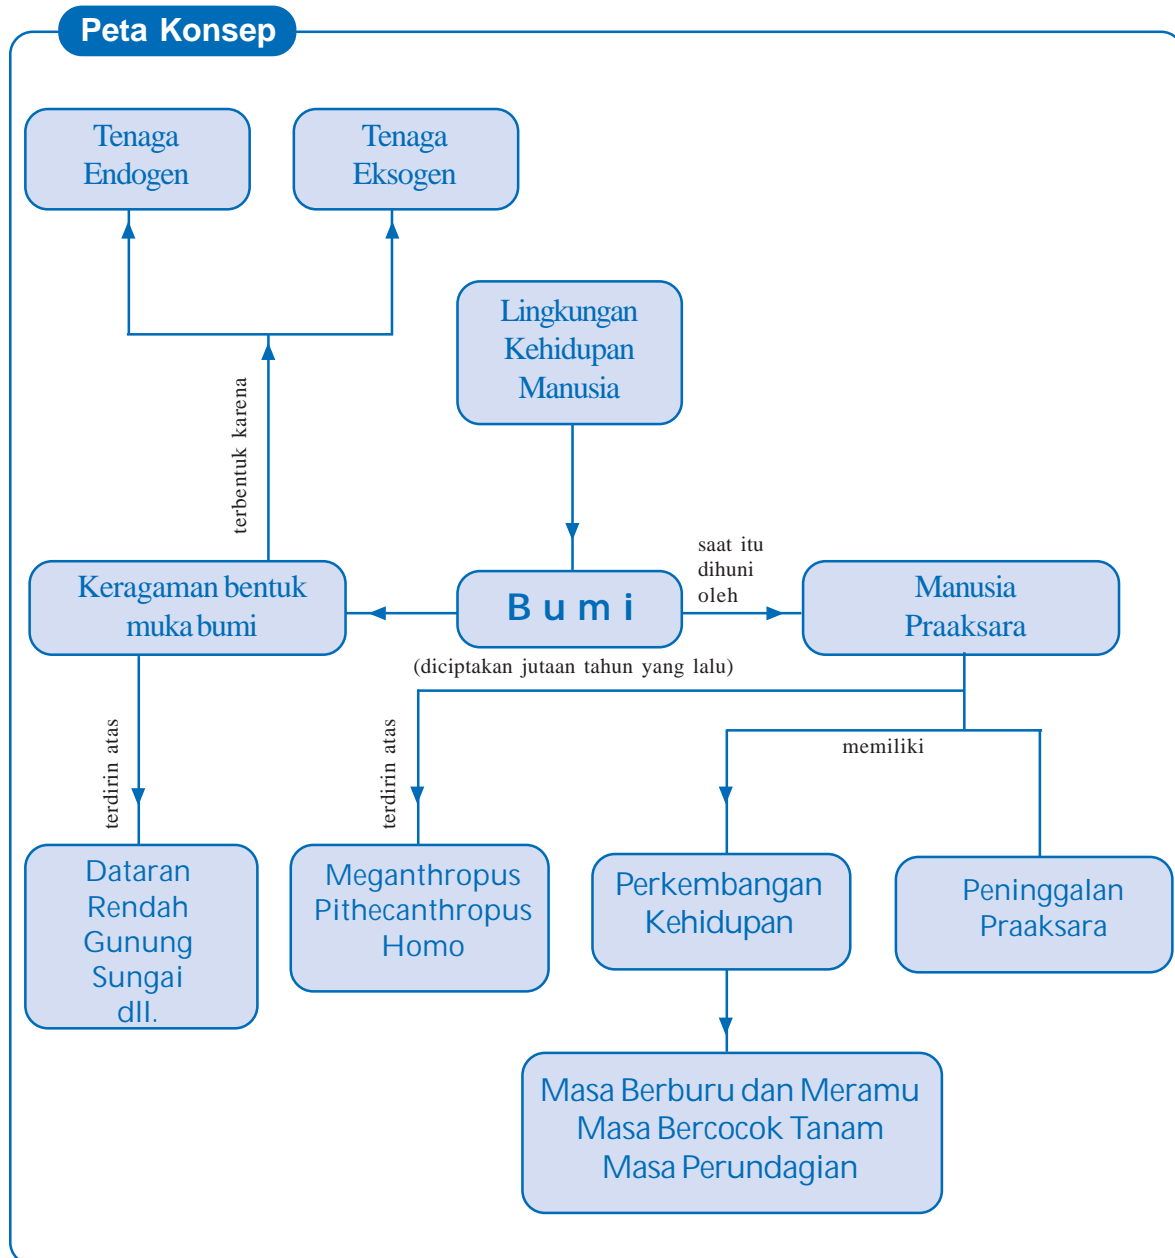 Peta Konsep
Tenaga
Endogen
Tenaga
Eksogen
Lingkungan
Kehidupan
Manusia
terbentuk karena
Keragaman bentuk
muka bumi
Bumi
saat itu
dihuni
oleh
Manusia
Praaksara
(diciptakan jutaan tahun yang lalu)
terdirin atas
terdirin atas
memiliki
Dataran
Rendah
Gunung
Sungai
dll.
Meganthropus
Pithecanthropus
Homo
Perkembangan
Kehidupan
Peninggalan
Praaksara
Masa Berburu dan Meramu
Masa Bercocok Tanam
Masa Perundagian